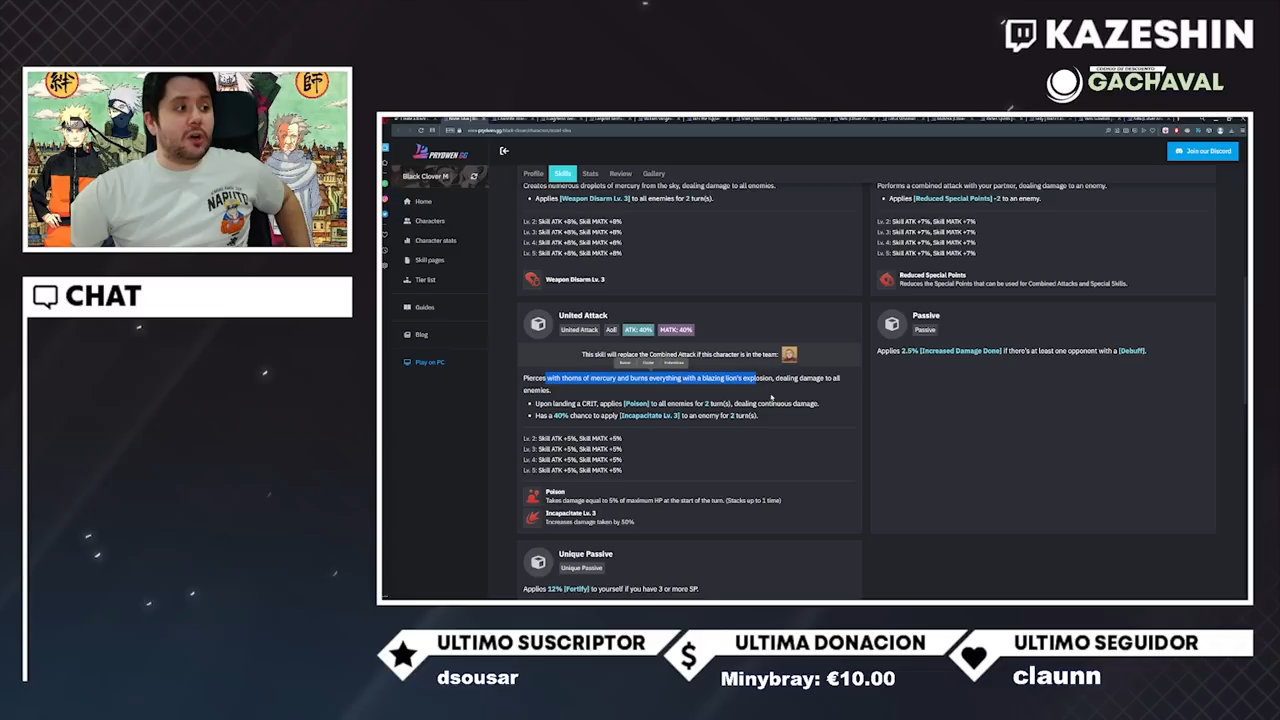 KAZESHIN
CODIGO DE DESCUENTO
GACHAVAL
絆
師
CHAT
PRYDWEN.GG
Join our Discord
Black Clover M
Home
Characters
Character stats
Skill pages
Tier list
Guides
Blog
Play on PC
Profile
Skills
Stats
Review
Gallery
Creates numerous droplets of mercury from the sky, dealing damage to all enemies.
Applies [Weapon Disarm Lv. 3] to all enemies for 2 turn(s).
Lv. 2: Skill ATK +8%, Skill MATK +8%
Lv. 3: Skill ATK +8%, Skill MATK +8%
Lv. 4: Skill ATK +8%, Skill MATK +8%
Lv. 5: Skill ATK +8%, Skill MATK +8%
Weapon Disarm Lv. 3
Performs a combined attack with your partner, dealing damage to an enemy.
Applies [Reduced Special Points] -2 to an enemy.
Lv. 2: Skill ATK +7%, Skill MATK +7%
Lv. 3: Skill ATK +7%, Skill MATK +7%
Lv. 4: Skill ATK +7%, Skill MATK +7%
Lv. 5: Skill ATK +7%, Skill MATK +7%
Reduced Special Points
Reduces the Special Points that can be used for Combined Attacks and Special Skills.
United Attack
United Attack
AoE
ATK: 40%
MATK: 40%
This skill will replace the Combined Attack if this character is in the team:
Pierces with thorns of mercury and burns everything with a blazing lion's explosion, dealing damage to all
enemies.
Upon landing a CRIT, applies [Poison] to all enemies for 2 turn(s), dealing continuous damage.
Has a 40% chance to apply [Incapacitate Lv. 3] to an enemy for 2 turn(s).
Lv. 2: Skill ATK +5%, Skill MATK +5%
Lv. 3: Skill ATK +5%, Skill MATK +5%
Lv. 4: Skill ATK +5%, Skill MATK +5%
Lv. 5: Skill ATK +5%, Skill MATK +5%
Poison
Takes damage equal to 5% of maximum HP at the start of the turn. (Stacks up to 1 time)
Incapacitate Lv. 3
Increases damage taken by 50%
Passive
Passive
Applies 2.5% [Increased Damage Done] if there's at least one opponent with a [Debuff].
Unique Passive
Unique Passive
Applies 12% [Fortify] to yourself if you have 3 or more SP.
ULTIMO SUSCRIPTOR
dsousar
ULTIMA DONACION
Minybray: €10.00
ULTIMO SEGUIDOR
claunn